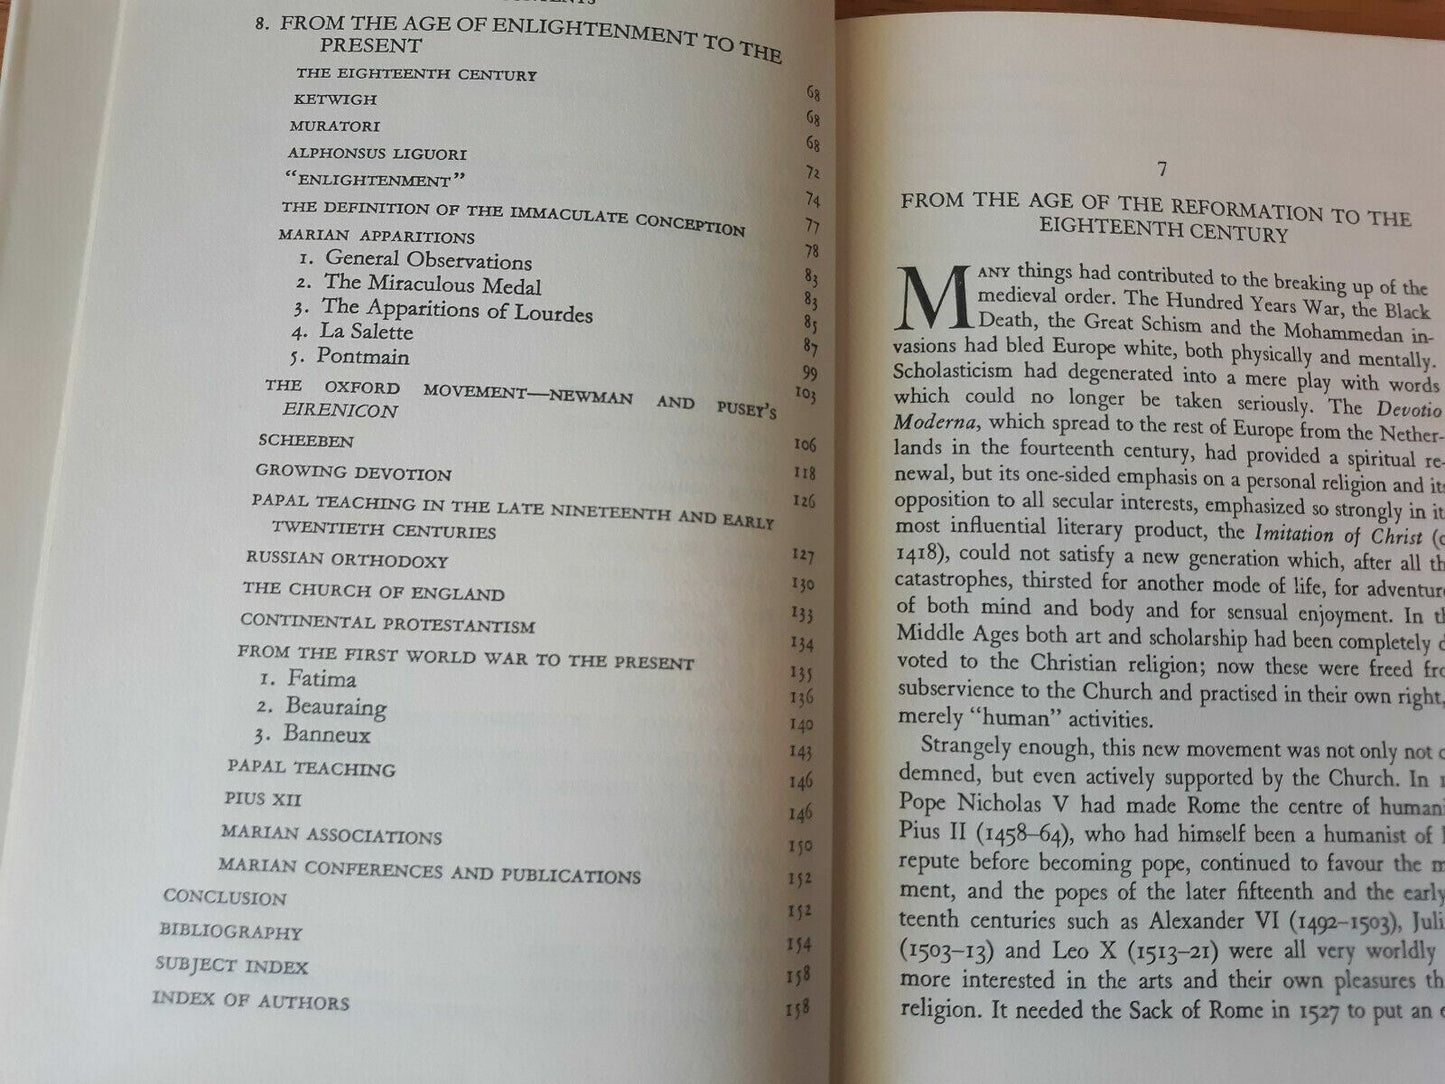 8. FROM THE AGE OF ENLIGHTENMENT TO THE
PRESENT 68
THE EIGHTEENTH CENTURY 68
KETWIGH 68
MURATORI 72
ALPHONSUS LIGUORI 74
"ENLIGHTENMENT" 77
THE DEFINITION OF THE IMMACULATE CONCEPTION 78
MARIAN APPARITIONS 83
1. General Observations 83
2. The Miraculous Medal 85
3. The Apparitions of Lourdes 87
4. La Salette 99
5. Pontmain 103
THE OXFORD MOVEMENT—NEWMAN AND PUSEY'S
EIRENICON 106
SCHEEBEN 118
GROWING DEVOTION 126
PAPAL TEACHING IN THE LATE NINETEENTH AND EARLY
TWENTIETH CENTURIES 127
RUSSIAN ORTHODOXY 130
THE CHURCH OF ENGLAND 133
CONTINENTAL PROTESTANTISM 134
FROM THE FIRST WORLD WAR TO THE PRESENT 135
1. Fatima 136
2. Beauraing 140
3. Banneux 143
PAPAL TEACHING 146
PIUS XII 146
MARIAN ASSOCIATIONS 150
MARIAN CONFERENCES AND PUBLICATIONS 152
CONCLUSION 152
BIBLIOGRAPHY 154
SUBJECT INDEX 158
INDEX OF AUTHORS 158
7
FROM THE AGE OF THE REFORMATION TO THE
EIGHTEENTH CENTURY
MANY things had contributed to the breaking up of the
medieval order. The Hundred Years War, the Black
Death, the Great Schism and the Mohammedan in-
vasions had bled Europe white, both physically and mentally.
Scholasticism had degenerated into a mere play with words
which could no longer be taken seriously. The Devotio
Moderna, which spread to the rest of Europe from the Nether-
lands in the fourteenth century, had provided a spiritual re-
newal, but its one-sided emphasis on a personal religion and its
opposition to all secular interests, emphasized so strongly in
most influential literary product, the Imitation of Christ
1418), could not satisfy a new generation which, after all
catastrophes, thirsted for another mode of life, for adventure
of both mind and body and for sensual enjoyment. In
Middle Ages both art and scholarship had been completely
voted to the Christian religion; now these were freed
subservience to the Church and practised in their own right,
merely "human" activities.
Strangely enough, this new movement was not only not
demned, but even actively supported by the Church. In
Pope Nicholas V had made Rome the centre of
Pius II (1458–64), who had himself been a humanist of
repute before becoming pope, continued to favour the
ment, and the popes of the later fifteenth and the early
teenth centuries such as Alexander VI (1492–1503),
(1503–13) and Leo X (1513–21) were all very worldly
more interested in the arts and their own pleasures
religion. It needed the Sack of Rome in 1527 to put an